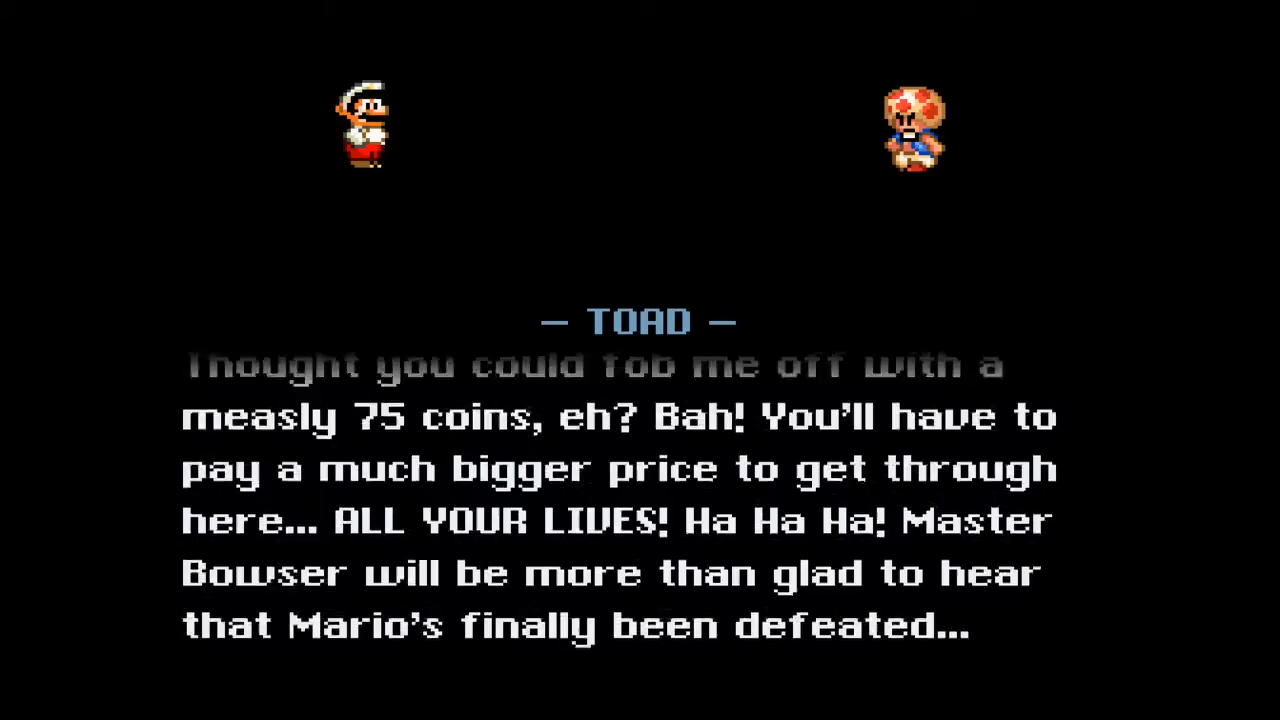 — TOAD —
Thought you could fob me off with a
measly 75 coins, eh? Bah! You'll have to
pay a much bigger price to get through
here... ALL YOUR LIVES! Ha Ha Ha! Master
Bowser will be more than glad to hear
that Mario's finally been defeated...